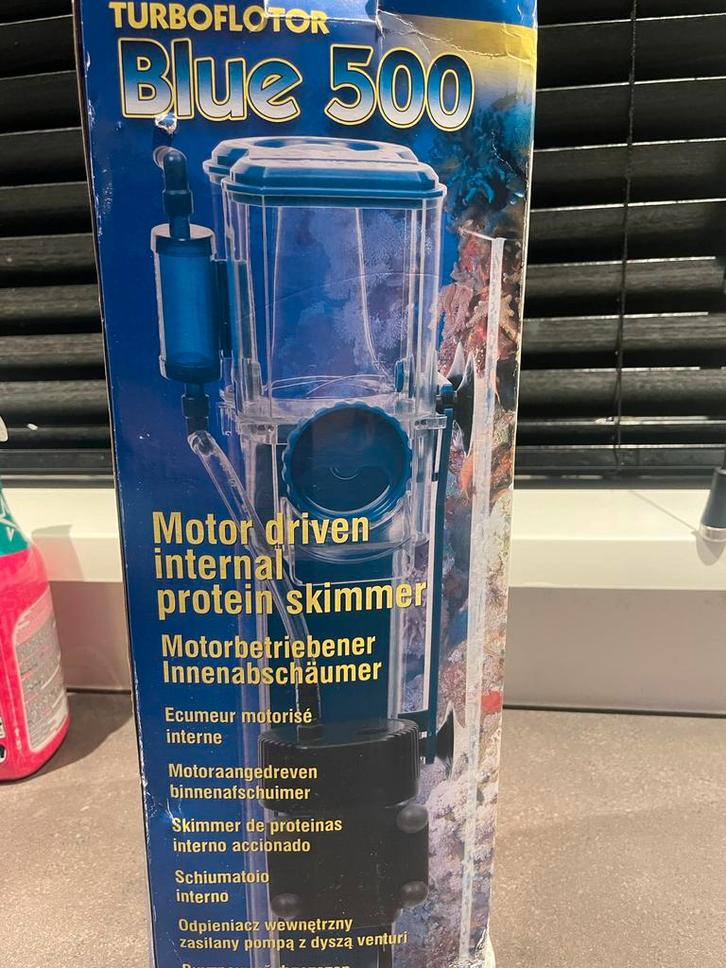 TURBOFLOTOR
Blue 500
Motor driven
internal
protein skimmer
Motorbetriebener
Innenabschäumer
Ecumeur motorisé
interne
Motoraangedreven
binnenafschuimer
Skimmer de proteinas
interno accionado
Schiumatoio
interno
Odpieniacz wewnętrzny
zasilany pompą z dyszą venturi